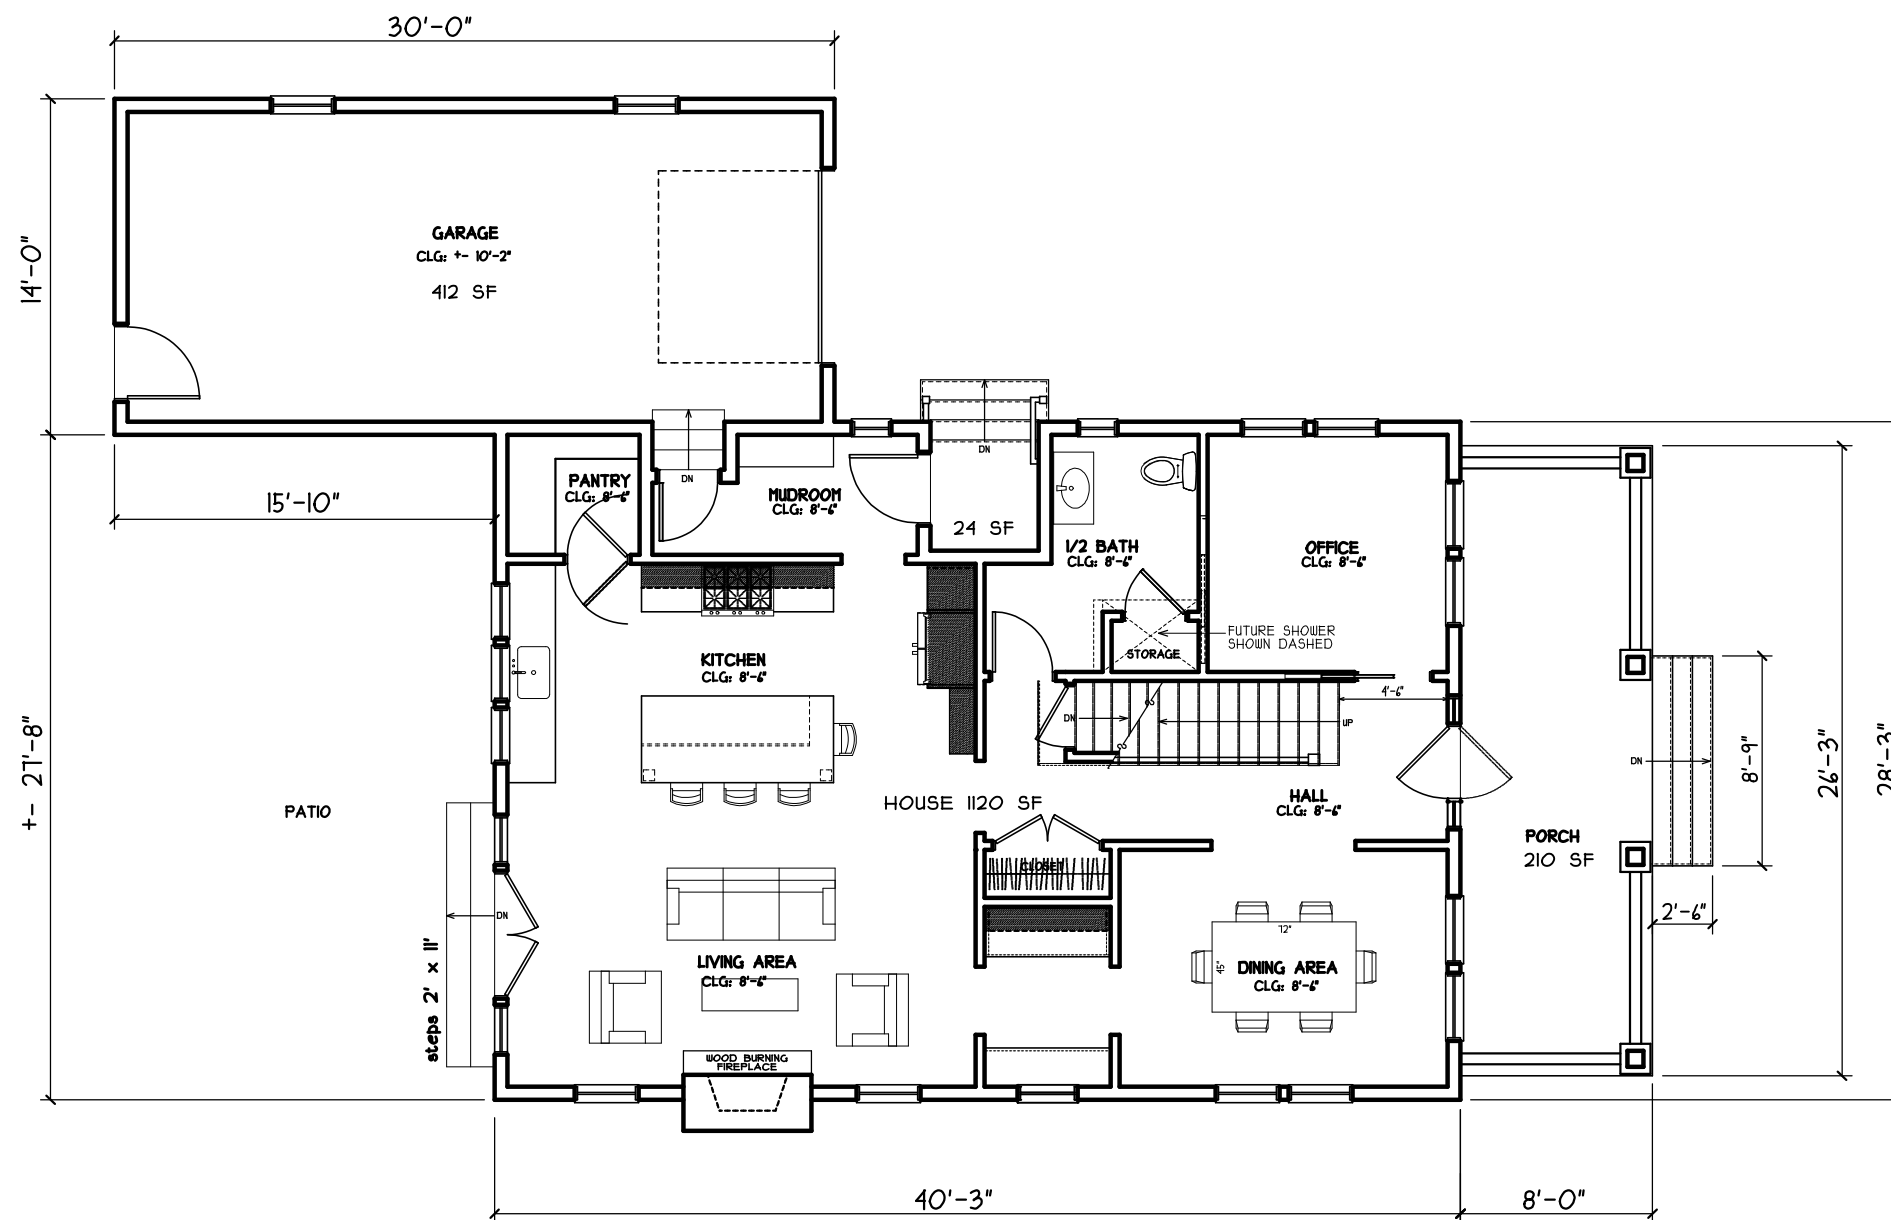 30'-0"
14'-0"
GARAGE
CLG: +- 10'-2"
412 SF
15'-10"
+- 27'-8"
DN
DN
PANTRY
CLG: 8'-6"
MUDROOM
CLG: 8'-6"
24 SF
1/2 BATH
CLG: 8'-6"
OFFICE
CLG: 8'-6"
FUTURE SHOWER
SHOWN DASHED
STORAGE
KITCHEN
CLG: 8'-6"
DN
UP
4'-6"
HOUSE 1120 SF
HALL
CLG: 8'-6"
PATIO
CLOSET
DN
steps 2' x 11'
LIVING AREA
CLG: 8'-6"
WOOD BURNING
FIREPLACE
72"
45"
DINING AREA
CLG: 8'-6"
PORCH
210 SF
DN
8'-9"
2'-6"
26'-3"
28'-3"
40'-3"
8'-0"